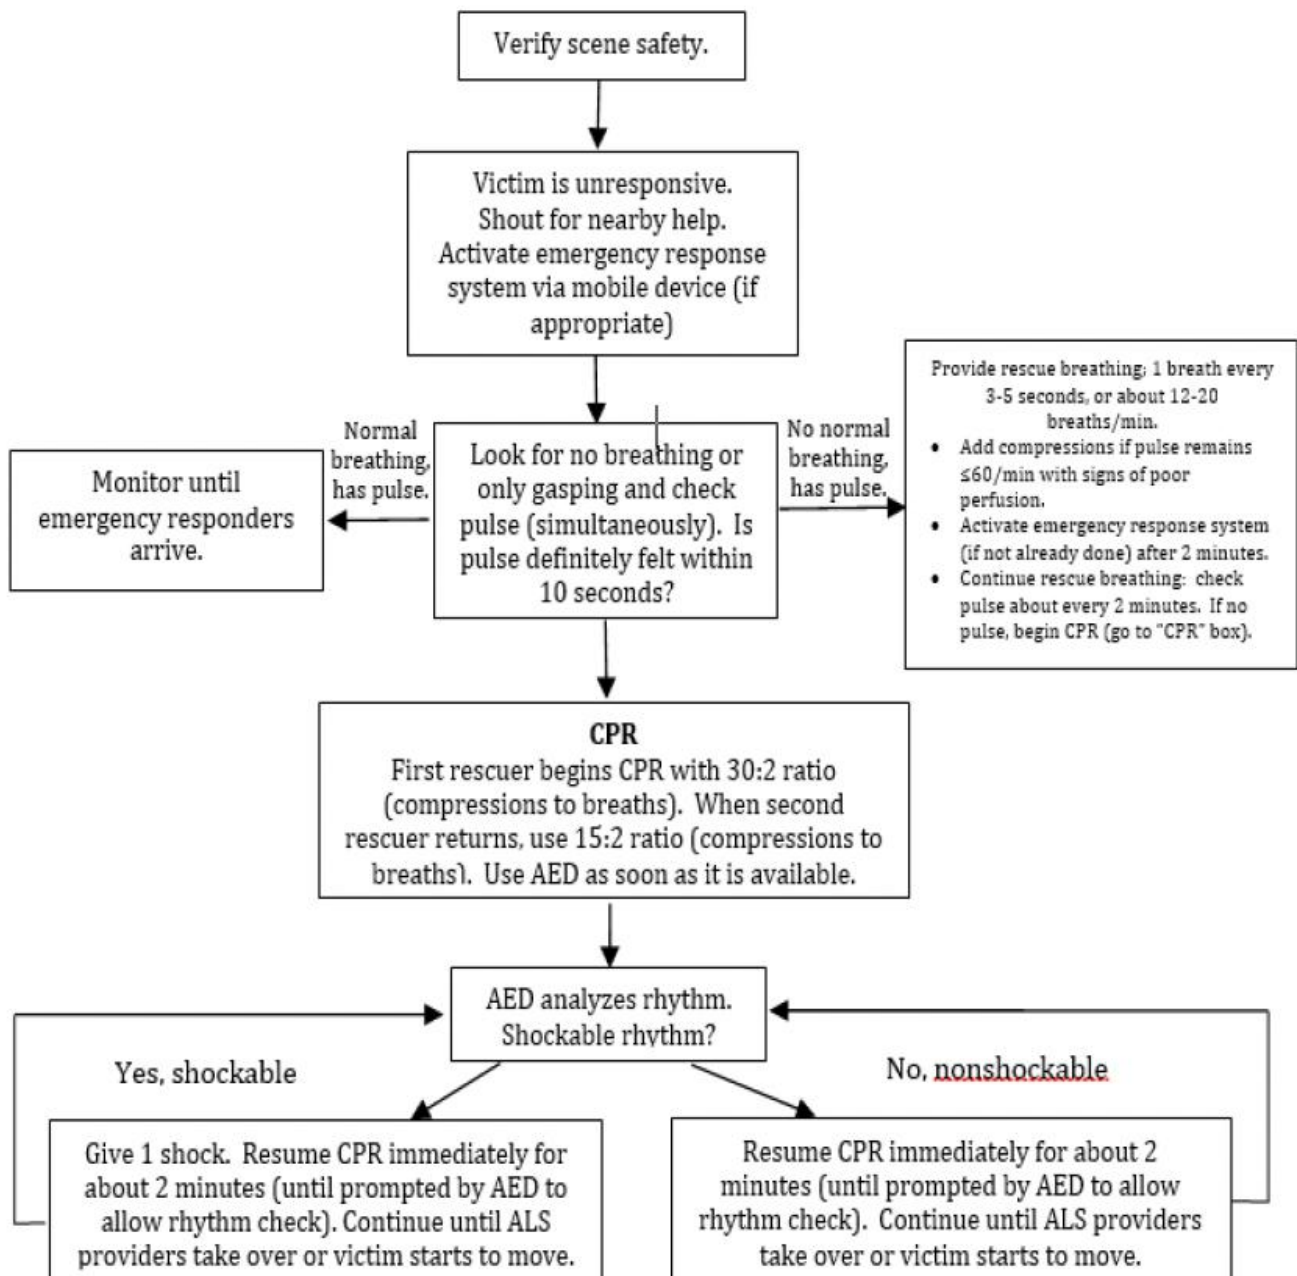 Verify scene safety.
Victim is unresponsive.
Shout for nearby help.
Activate emergency response
system via mobile device (if
appropriate)
Normal
breathing,
has pulse.
Monitor until
emergency responders
arrive.
Look for no breathing or
only gasping and check
pulse (simultaneously). Is
pulse definitely felt within
10 seconds?
No normal
breathing,
has pulse.
Provide rescue breathing; 1 breath every
3-5 seconds, or about 12-20
breaths/min.
• Add compressions if pulse remains
≤60/min with signs of poor
perfusion.
• Activate emergency response system
(if not already done) after 2 minutes.
• Continue rescue breathing: check
pulse about every 2 minutes. If no
pulse, begin CPR (go to "CPR" box).
CPR
First rescuer begins CPR with 30:2 ratio
(compressions to breaths). When second
rescuer returns, use 15:2 ratio (compressions to
breaths). Use AED as soon as it is available.
AED analyzes rhythm.
Shockable rhythm?
Yes, shockable
No, nonshockable
Give 1 shock. Resume CPR immediately for
about 2 minutes (until prompted by AED to
allow rhythm check). Continue until ALS
providers take over or victim starts to move.
Resume CPR immediately for about 2
minutes (until prompted by AED to allow
rhythm check). Continue until ALS providers
take over or victim starts to move.